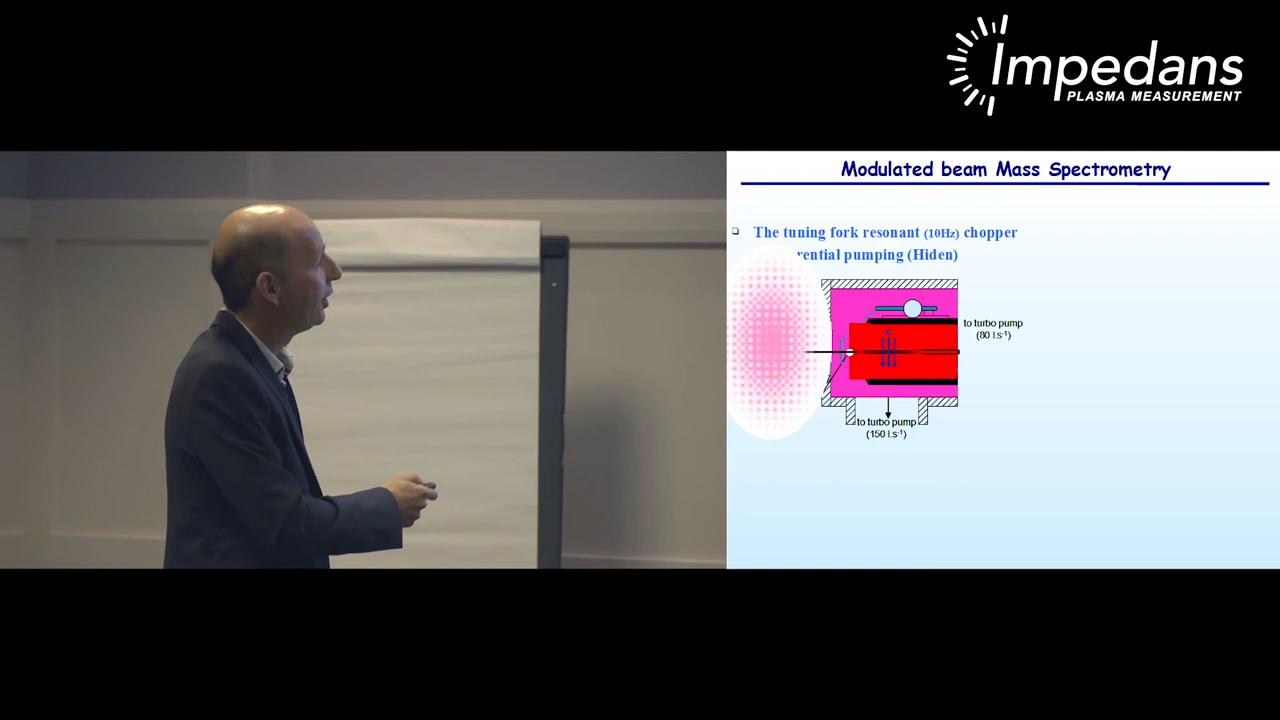 Impedans
PLASMA MEASUREMENT
Modulated beam Mass Spectrometry
The tuning fork resonant (10Hz) chopper
rential pumping (Hiden)
to turbo pump
(80 l.s⁻¹)
e
to turbo pump
(150 l.s⁻¹)